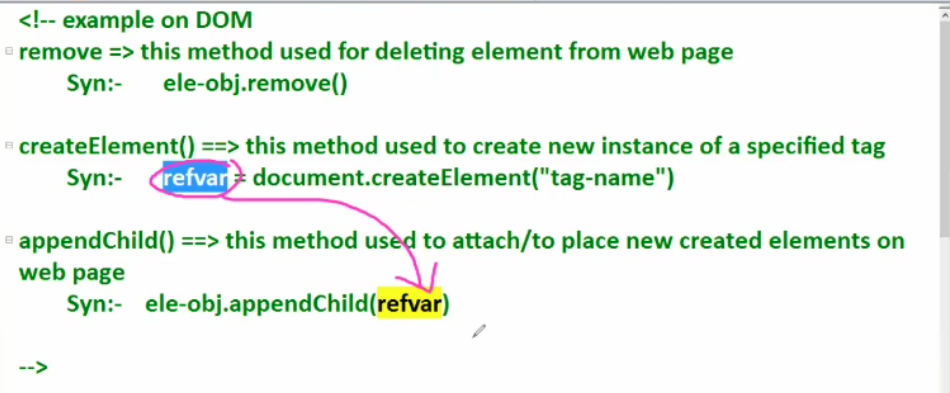 <!-- example on DOM
remove => this method used for deleting element from web page
Syn:- ele-obj.remove()
createElement() ==> this method used to create new instance of a specified tag
Syn:- refvar = document.createElement("tag-name")
appendChild() ==> this method used to attach/to place new created elements on
web page
Syn:- ele-obj.appendChild(refvar)
-->